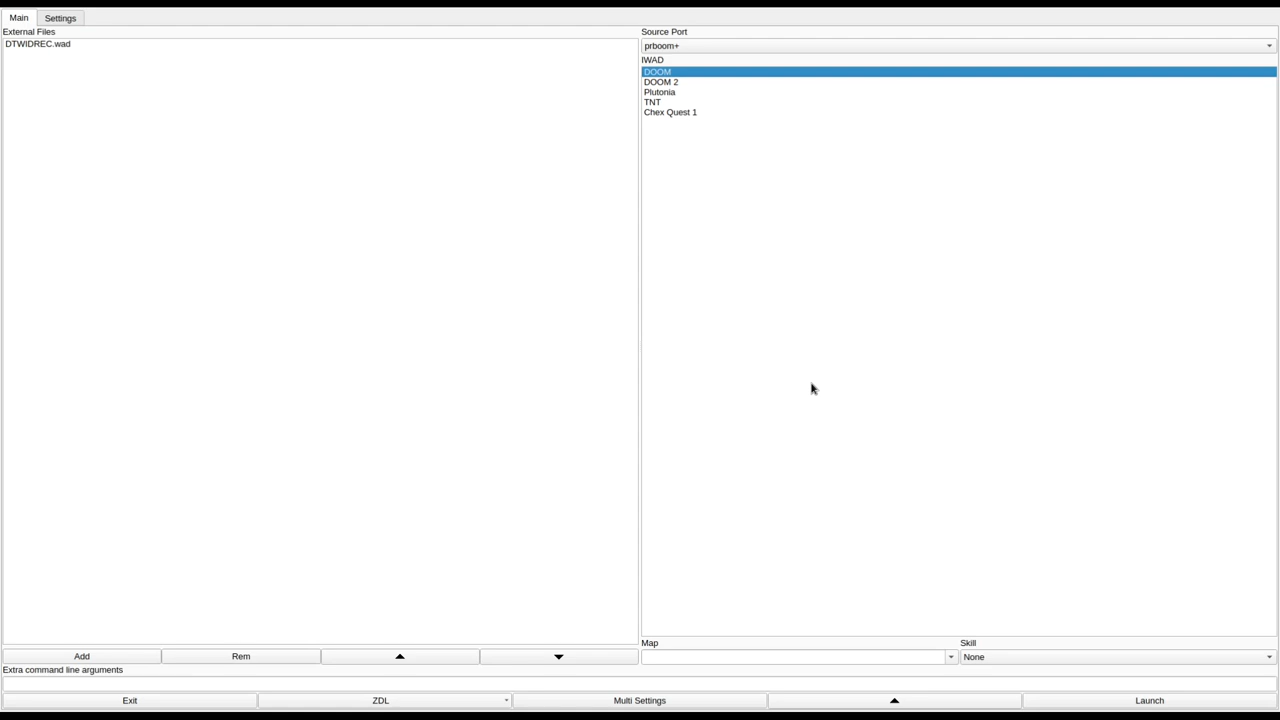 Main Settings
External Files
DTWIDREC.wad
Source Port
prboom+
IWAD
DOOM
DOOM 2
Plutonia
TNT
Chex Quest 1
Map Skill
None
Add Rem
Extra command line arguments
Exit ZDL Multi Settings Launch